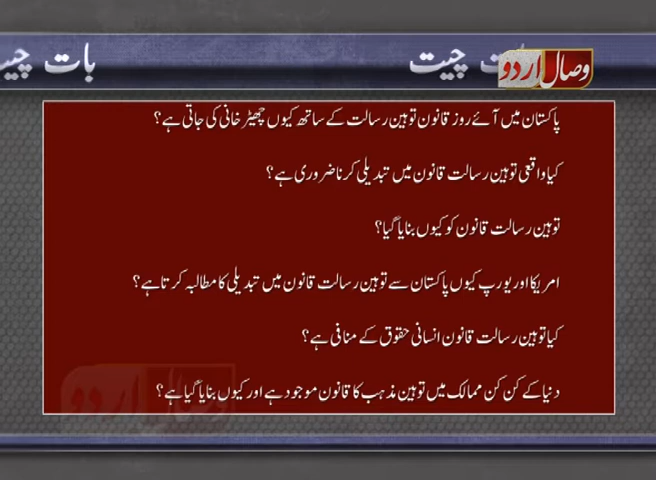 بات چیت
بات چیت
وصال اردو
پاکستان میں آئے روز قانون توہین رسالت کے ساتھ کیوں چھیڑ خانی کی جاتی ہے؟
کیا واقعی توہین رسالت قانون میں تبدیلی کرنا ضروری ہے؟
توہین رسالت قانون کو کیوں بنایا گیا؟
امریکا اور یورپ کیوں پاکستان سے توہین رسالت قانون میں تبدیلی کا مطالبہ کرتا ہے؟
کیا توہین رسالت قانون انسانی حقوق کے منافی ہے؟
دنیا کے کن کن ممالک میں توہین مذہب کا قانون موجود ہے اور کیوں بنایا گیا ہے؟
وصال اردو